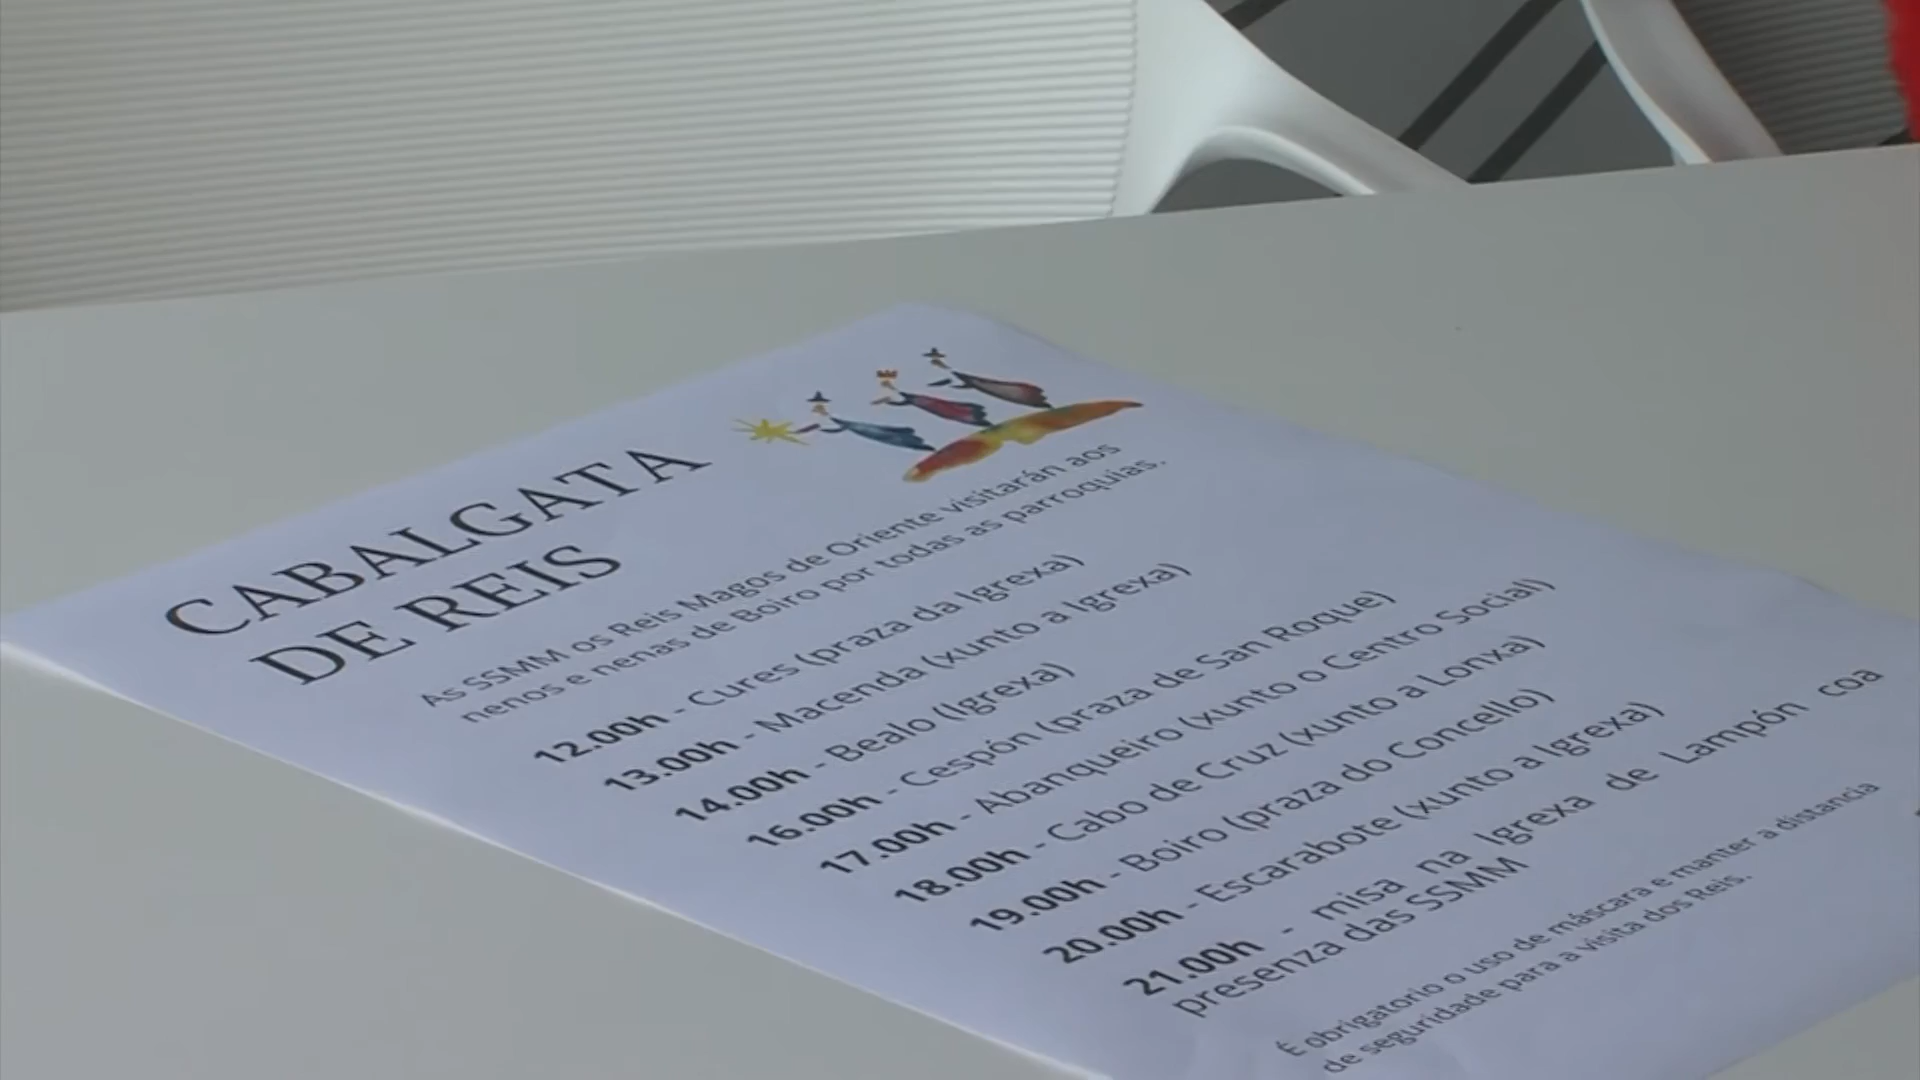 CABALGATA
DE REIS
As SSMM os Reis Magos de Oriente visitarán aos
nenos e nenas de Boiro por todas as parroquias.
12.00h - Cures (praza da Igrexa)
13.00h - Macenda (xunto a Igrexa)
14.00h - Bealo (Igrexa)
16.00h - Cespón (praza de San Roque)
17.00h - Abanqueiro (xunto o Centro Social)
18.00h - Cabo de Cruz (xunto a Lonxa)
19.00h - Boiro (praza do Concello)
20.00h - Escarabote (xunto a Igrexa)
21.00h - misa na Igrexa de Lampón coa
presenza das SSMM
É obrigatorio o uso de máscara e manter a distancia
de seguridade para a visita dos Reis.